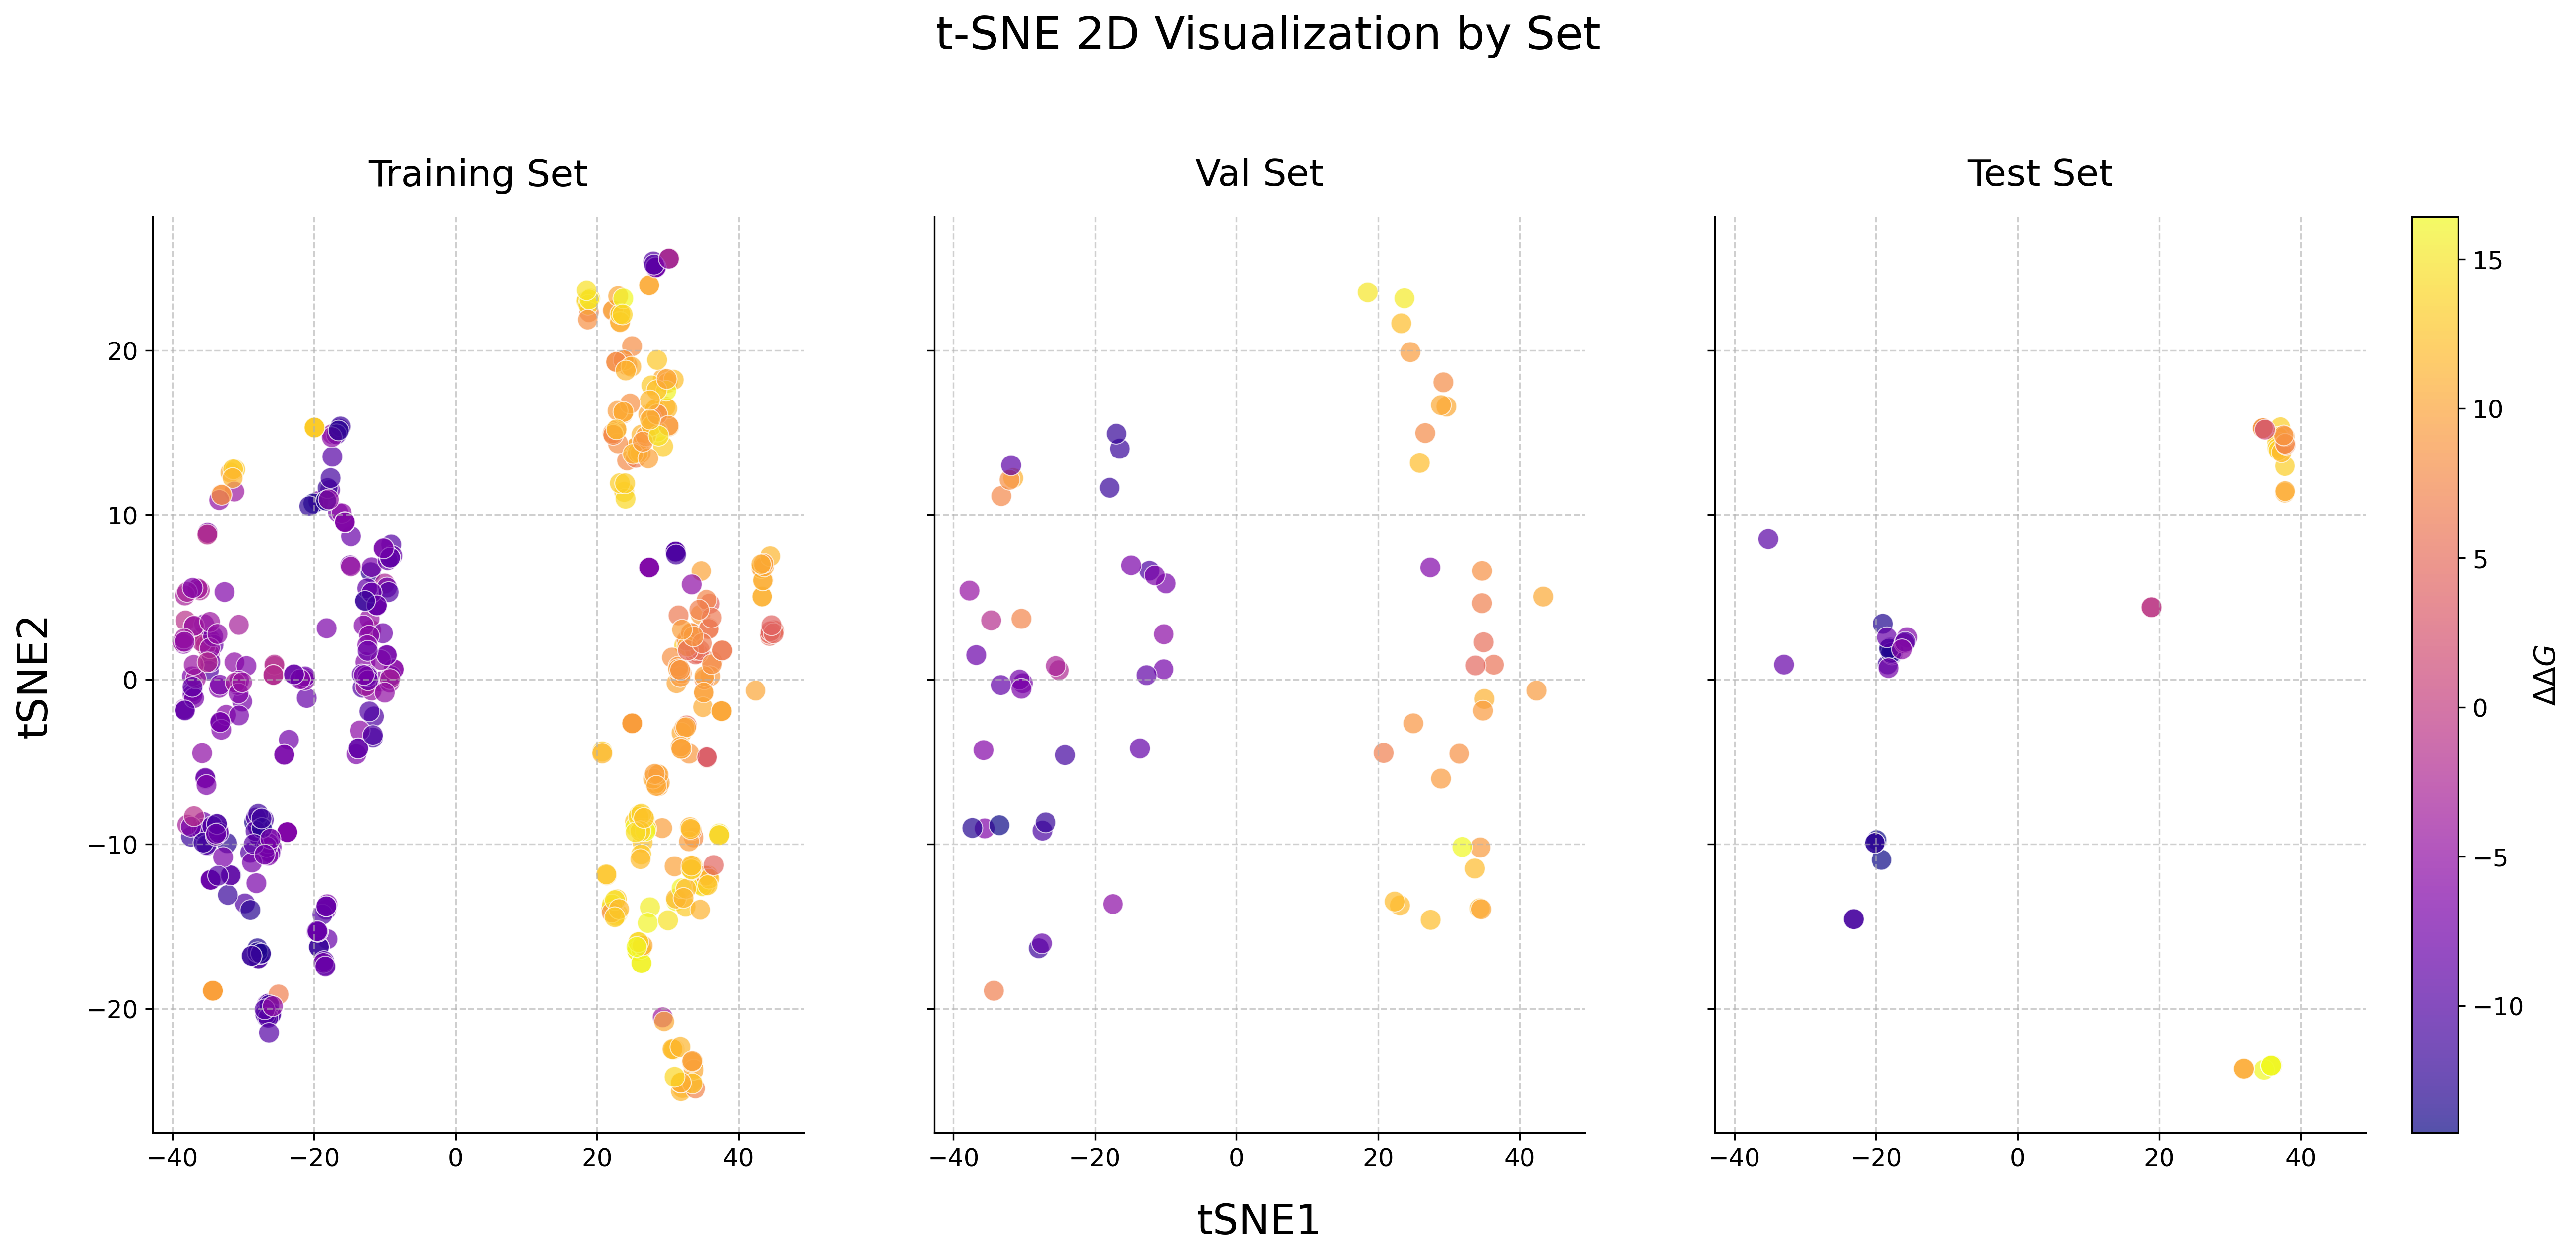 t-SNE 2D Visualization by Set
Training Set
Val Set
Test Set
20
10
0
−10
−20
tSNE2
−40 −20 0 20 40
−40 −20 0 20 40
−40 −20 0 20 40
tSNE1
15
10
5
0
−5
−10
ΔΔG